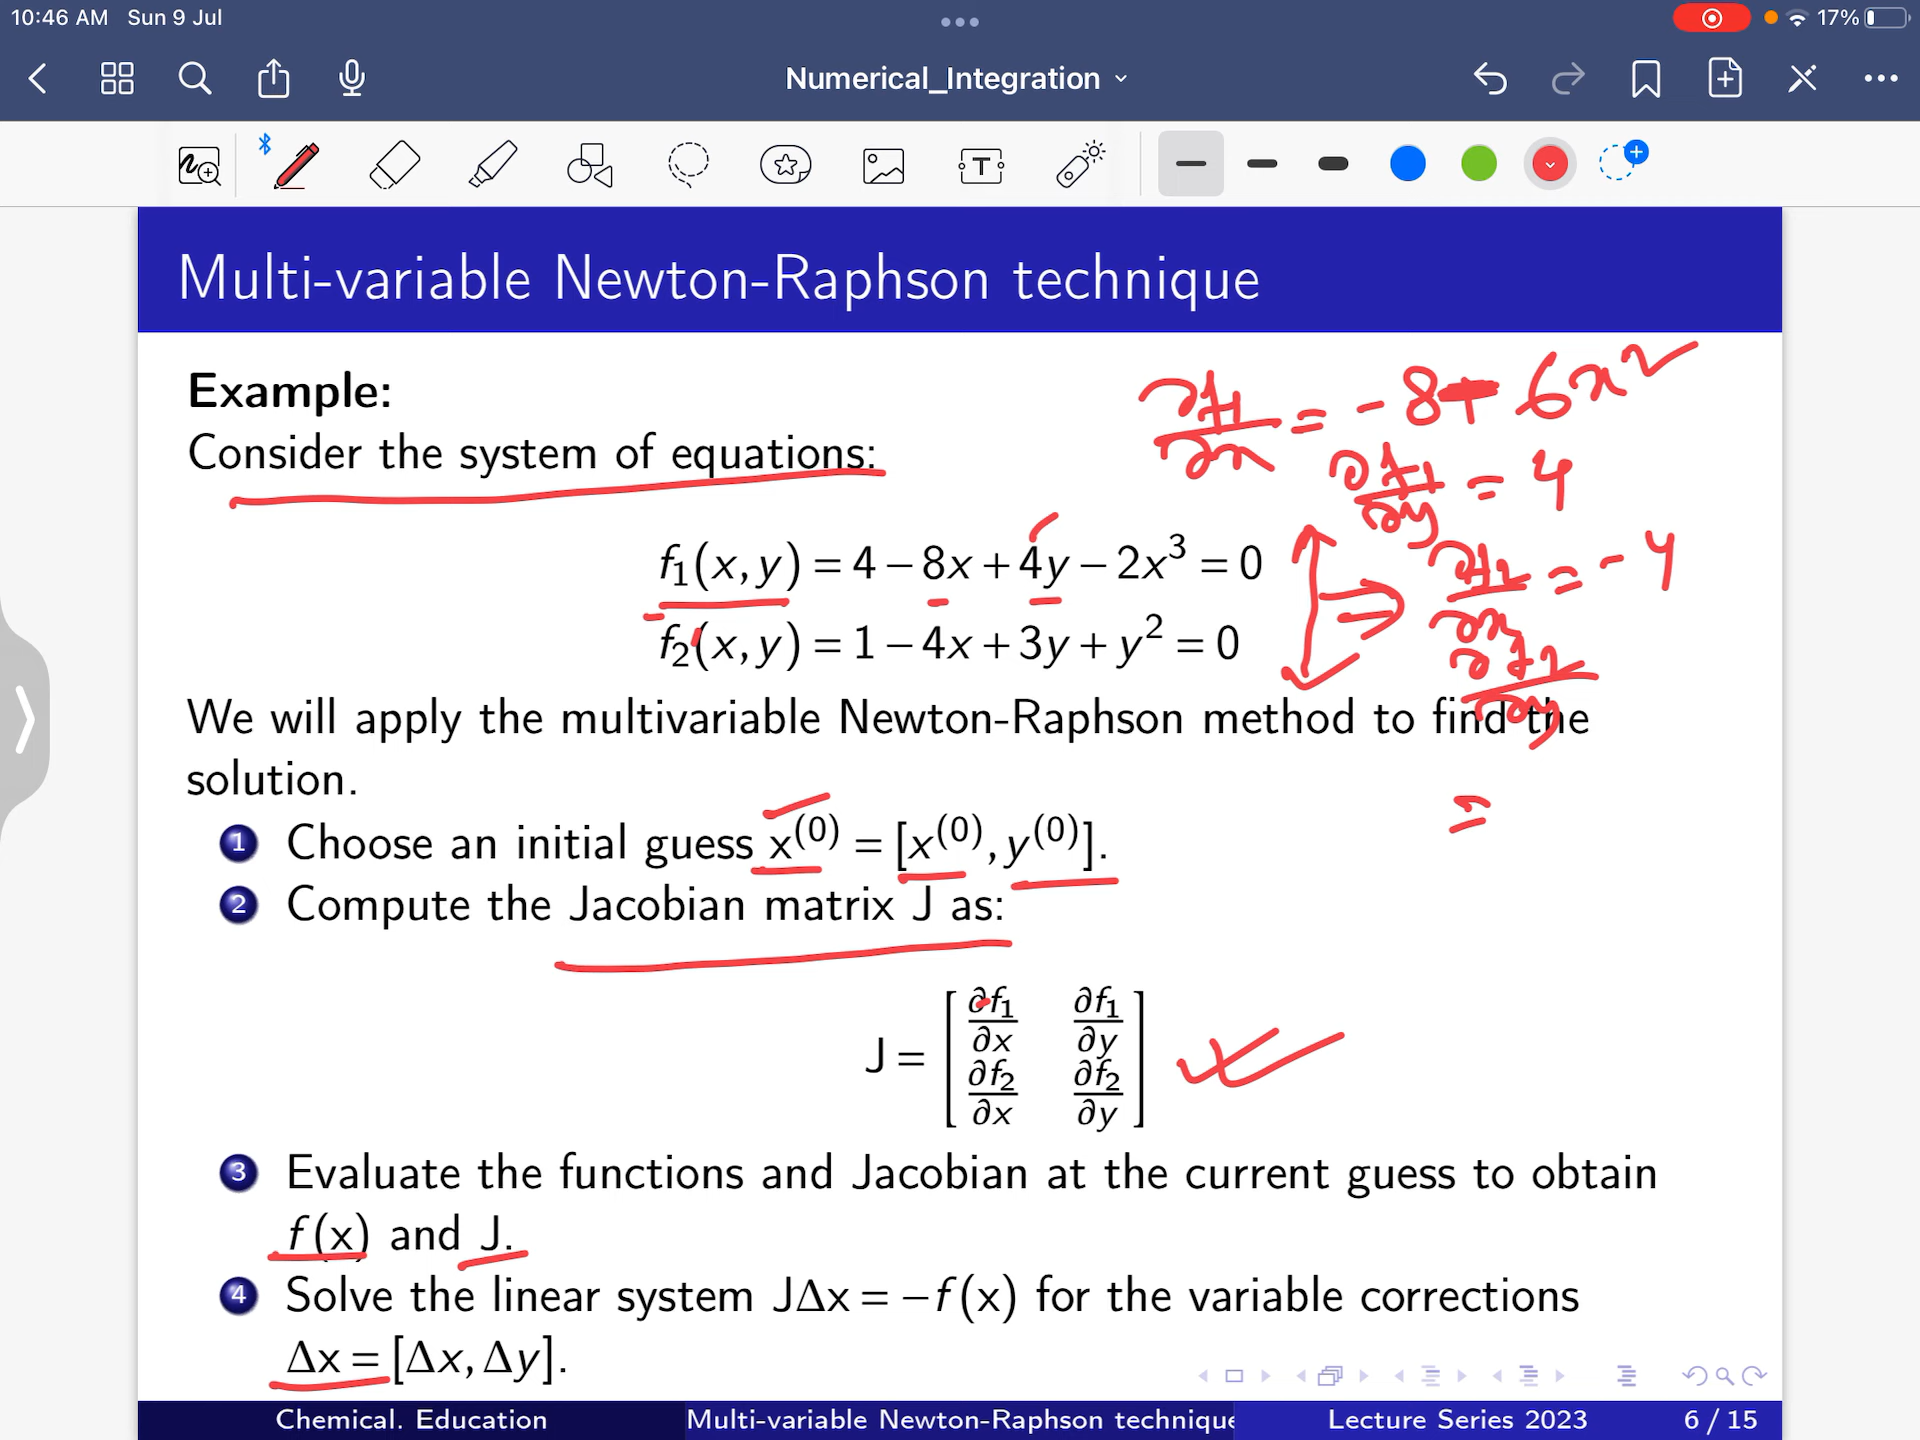 10:46 AM Sun 9 Jul
17%
Numerical_Integration
Multi-variable Newton-Raphson technique
Example:
Consider the system of equations:
∂f1/∂x = -8 - 6x²
∂f1/∂y = 4
f₁(x, y) = 4 − 8x + 4y − 2x³ = 0
∂f2/∂x = -4
f₂(x, y) = 1 − 4x + 3y + y² = 0
∂f2/∂y
=
We will apply the multivariable Newton-Raphson method to find the
solution.
1 Choose an initial guess x⁽⁰⁾ = [x⁽⁰⁾, y⁽⁰⁾].
2 Compute the Jacobian matrix J as:
J = [∂f₁/∂x ∂f₁/∂y
∂f₂/∂x ∂f₂/∂y]
3 Evaluate the functions and Jacobian at the current guess to obtain
f(x) and J.
4 Solve the linear system JΔx = −f(x) for the variable corrections
Δx = [Δx, Δy].
Chemical. Education Multi-variable Newton-Raphson technique Lecture Series 2023 6 / 15